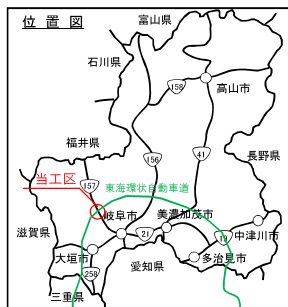 位置図
富山県
石川県
158
高山市
福井県
長野県
当工区
157
156
41
東海環状自動車道
滋賀県
岐阜市
美濃加茂市
21
19
中津川市
大垣市
多治見市
258
愛知県
三重県